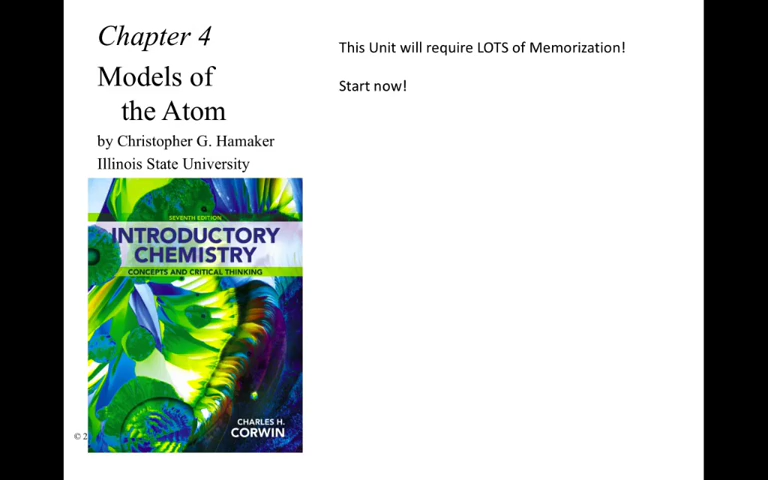 Chapter 4
Models of
the Atom
by Christopher G. Hamaker
Illinois State University
SEVENTH EDITION
INTRODUCTORY
CHEMISTRY
CONCEPTS AND CRITICAL THINKING
CHARLES H.
CORWIN
© 2
This Unit will require LOTS of Memorization!
Start now!